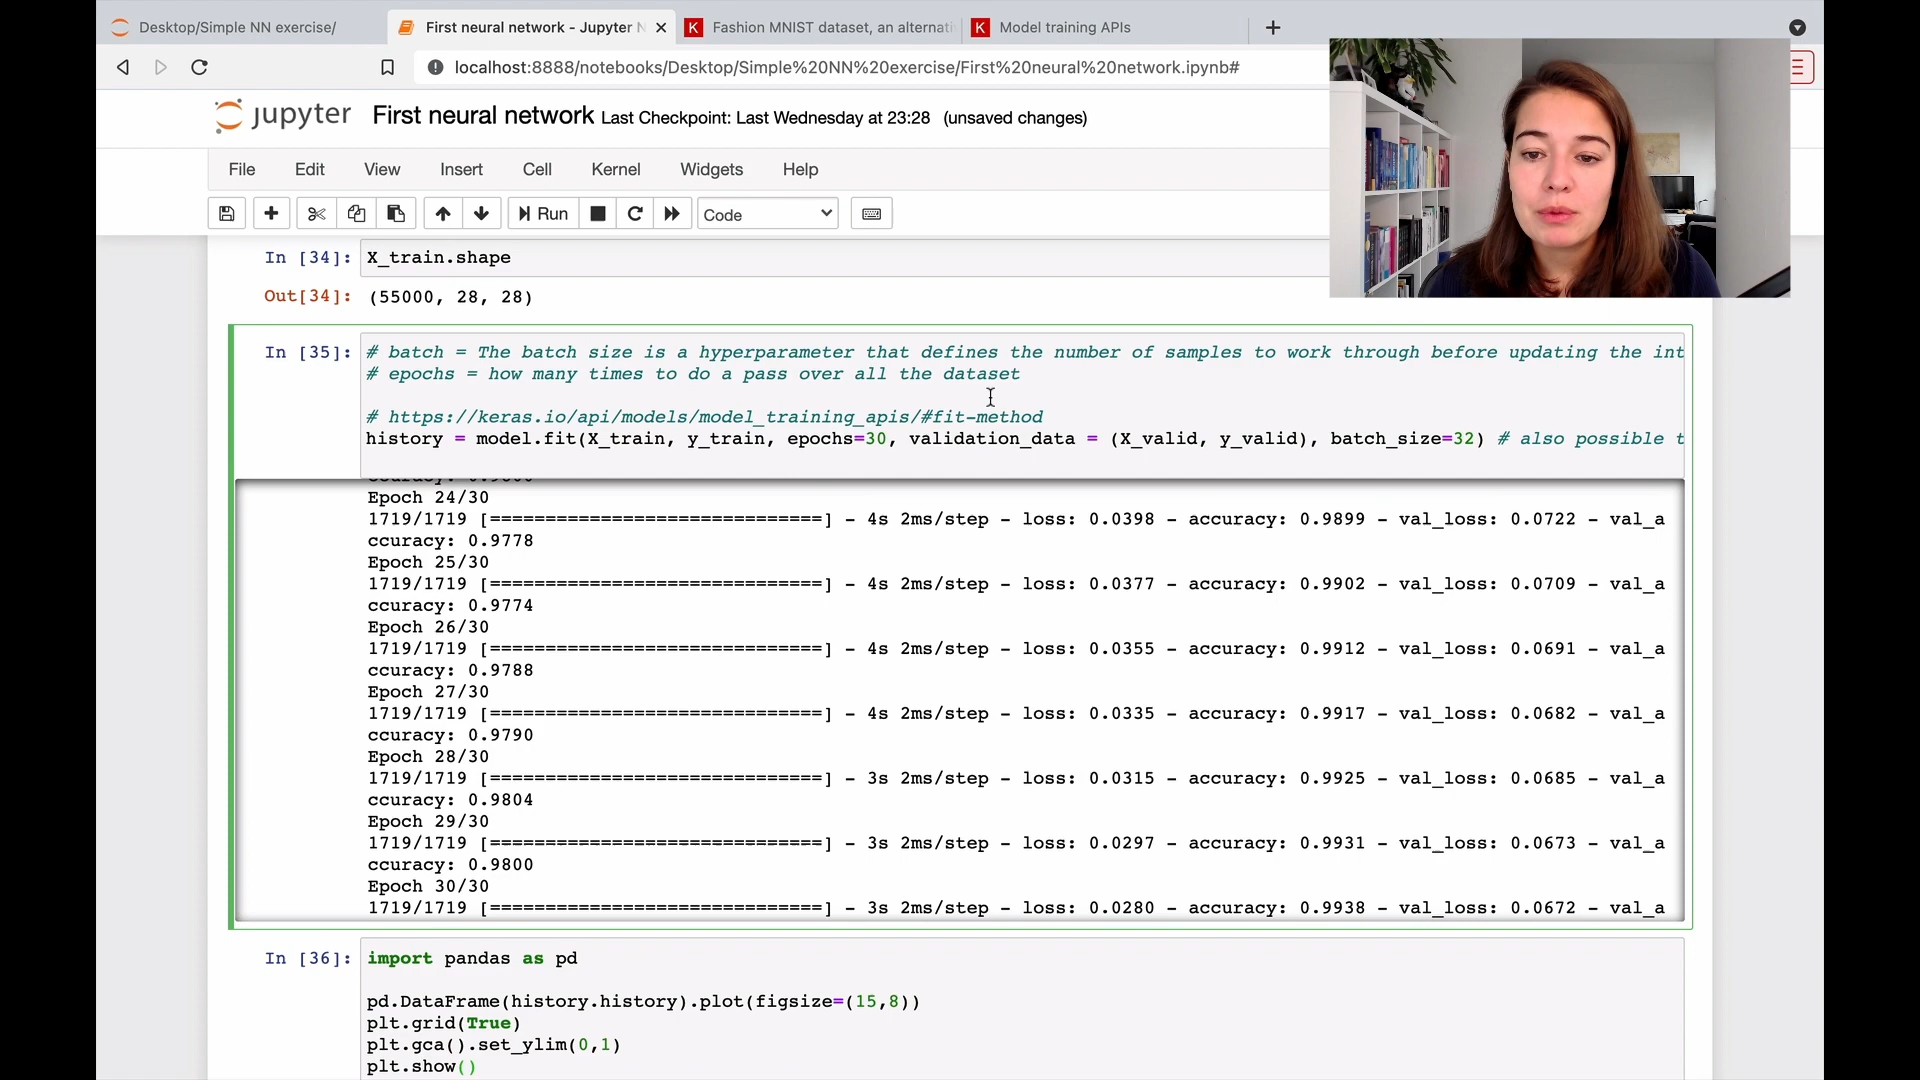 Desktop/Simple NN exercise/
First neural network - Jupyter N
Fashion MNIST dataset, an alternati
Model training APIs
localhost:8888/notebooks/Desktop/Simple%20NN%20exercise/First%20neural%20network.ipynb#
jupyter First neural network Last Checkpoint: Last Wednesday at 23:28 (unsaved changes)
File Edit View Insert Cell Kernel Widgets Help
Run Code
In [34]: X_train.shape
Out[34]: (55000, 28, 28)
In [35]: # batch = The batch size is a hyperparameter that defines the number of samples to work through before updating the int
# epochs = how many times to do a pass over all the dataset
# https://keras.io/api/models/model_training_apis/#fit-method
history = model.fit(X_train, y_train, epochs=30, validation_data = (X_valid, y_valid), batch_size=32) # also possible t
Epoch 24/30
1719/1719 [==============================] - 4s 2ms/step - loss: 0.0398 - accuracy: 0.9899 - val_loss: 0.0722 - val_a
ccuracy: 0.9778
Epoch 25/30
1719/1719 [==============================] - 4s 2ms/step - loss: 0.0377 - accuracy: 0.9902 - val_loss: 0.0709 - val_a
ccuracy: 0.9774
Epoch 26/30
1719/1719 [==============================] - 4s 2ms/step - loss: 0.0355 - accuracy: 0.9912 - val_loss: 0.0691 - val_a
ccuracy: 0.9788
Epoch 27/30
1719/1719 [==============================] - 4s 2ms/step - loss: 0.0335 - accuracy: 0.9917 - val_loss: 0.0682 - val_a
ccuracy: 0.9790
Epoch 28/30
1719/1719 [==============================] - 3s 2ms/step - loss: 0.0315 - accuracy: 0.9925 - val_loss: 0.0685 - val_a
ccuracy: 0.9804
Epoch 29/30
1719/1719 [==============================] - 3s 2ms/step - loss: 0.0297 - accuracy: 0.9931 - val_loss: 0.0673 - val_a
ccuracy: 0.9800
Epoch 30/30
1719/1719 [==============================] - 3s 2ms/step - loss: 0.0280 - accuracy: 0.9938 - val_loss: 0.0672 - val_a
In [36]: import pandas as pd
pd.DataFrame(history.history).plot(figsize=(15,8))
plt.grid(True)
plt.gca().set_ylim(0,1)
plt.show()